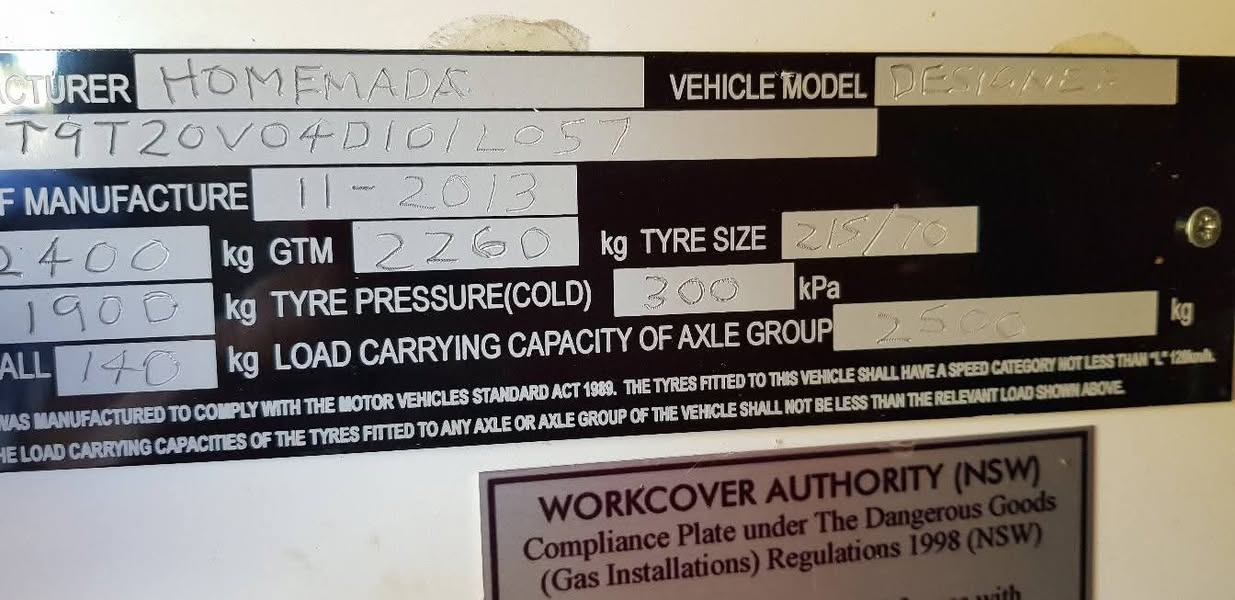 ACTURER HOMEMADA VEHICLE MODEL DESIGNER
T9T20V04D1012057
F MANUFACTURE 11-2013
2400 kg GTM 2260 kg TYRE SIZE 215/70
1900 kg TYRE PRESSURE(COLD) 300 kPa
ALL 140 kg LOAD CARRYING CAPACITY OF AXLE GROUP 2500 kg
WAS MANUFACTURED TO COMPLY WITH THE MOTOR VEHICLES STANDARD ACT 1989. THE TYRES FITTED TO THIS VEHICLE SHALL HAVE A SPEED CATEGORY NOT LESS THAN "L" 120km/h.
HE LOAD CARRYING CAPACITIES OF THE TYRES FITTED TO ANY AXLE OR AXLE GROUP OF THE VEHICLE SHALL NOT BE LESS THAN THE RELEVANT LOAD SHOWN ABOVE.
WORKCOVER AUTHORITY (NSW)
Compliance Plate under The Dangerous Goods
(Gas Installations) Regulations 1998 (NSW)
with